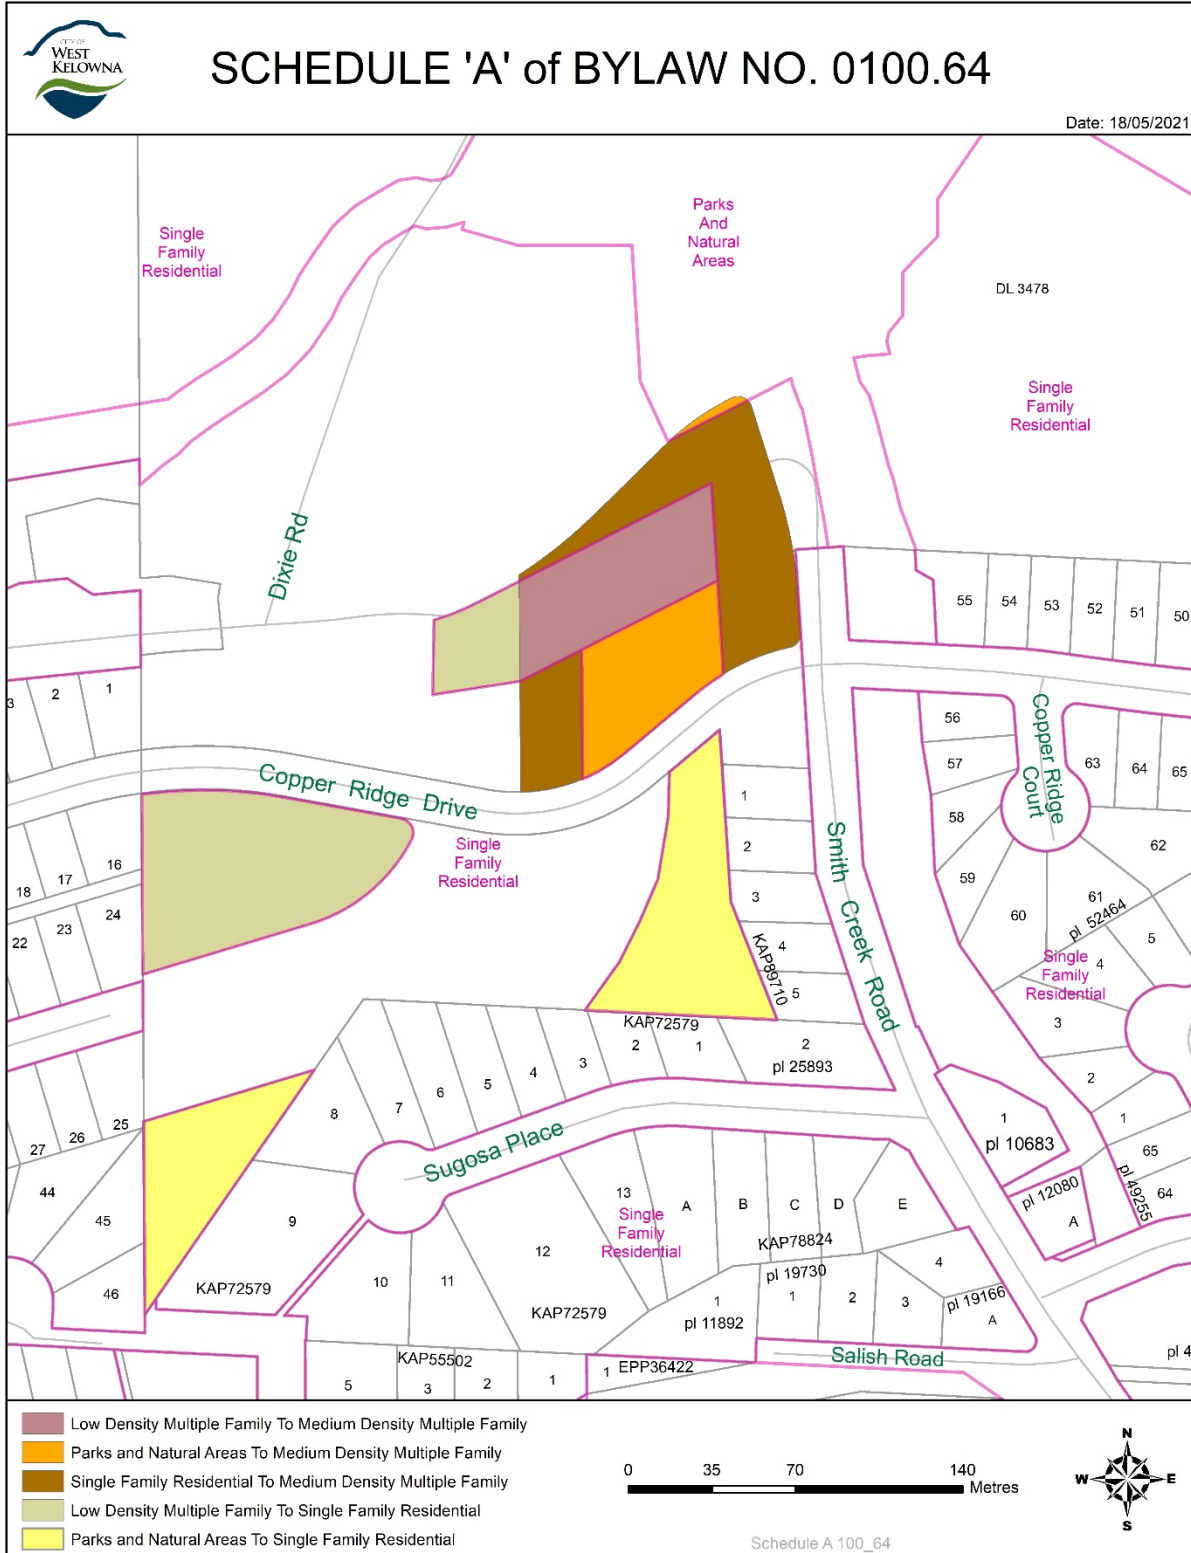 CITY OF
WEST
KELOWNA
SCHEDULE 'A' of BYLAW NO. 0100.64
Date: 18/05/2021
Single
Family
Residential
Parks
And
Natural
Areas
DL 3478
Single
Family
Residential
Dixie Rd
55
54
53
52
51
50
3
2
1
56
57
58
59
60
61
62
63
64
65
Copper Ridge
Court
pl 52464
Copper Ridge Drive
Single
Family
Residential
16
17
18
24
23
22
1
2
3
4
5
KAP89710
Smith Creek Road
5
4
Single
Family
Residential
3
2
1
65
64
pl 49255
KAP72579
8
7
6
5
4
3
2
1
2
pl 25893
25
26
27
44
45
46
Sugosa Place
1
pl 10683
pl 12080
A
9
KAP72579
10
11
12
KAP72579
13
Single
Family
Residential
A
B
C
D
E
KAP78824
pl 19730
1
pl 11892
1
2
3
4
pl 19166
A
KAP55502
5
3
2
1
1 EPP36422
Salish Road
pl 4
Low Density Multiple Family To Medium Density Multiple Family
Parks and Natural Areas To Medium Density Multiple Family
Single Family Residential To Medium Density Multiple Family
Low Density Multiple Family To Single Family Residential
Parks and Natural Areas To Single Family Residential
0 35 70 140
Metres
N
W E
S
Schedule A 100_64